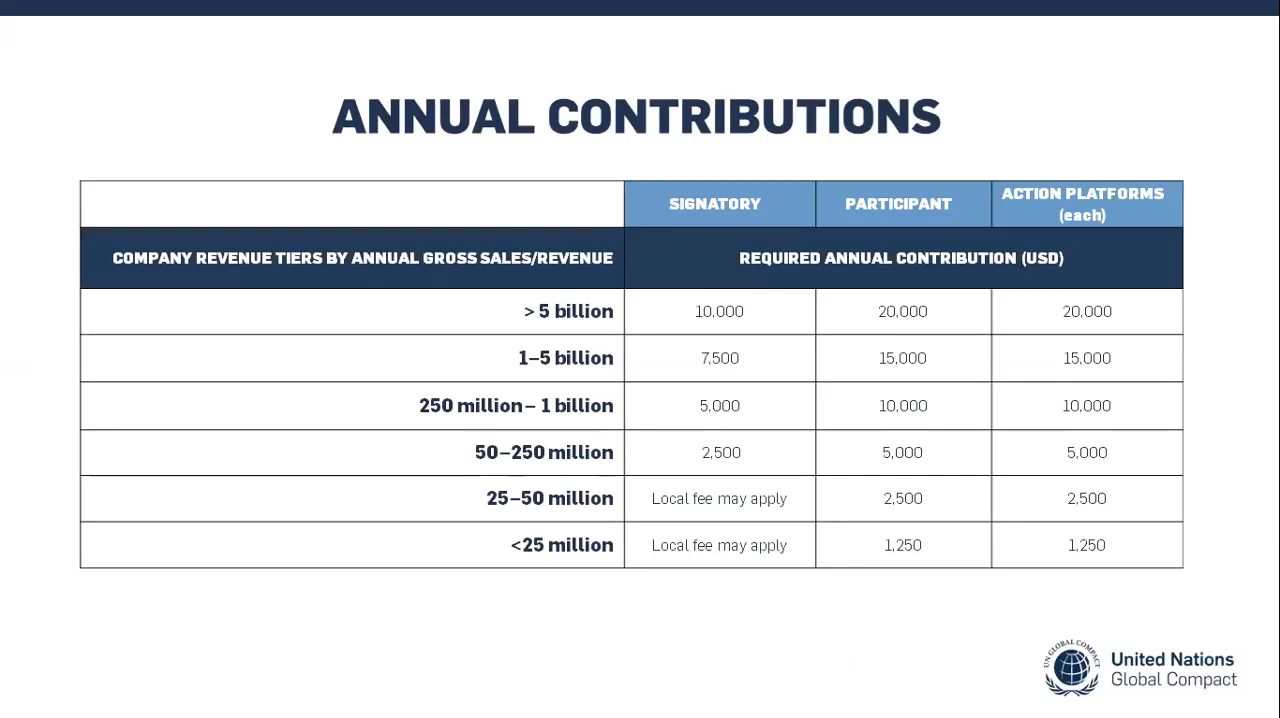 ANNUAL CONTRIBUTIONS
SIGNATORY PARTICIPANT ACTION PLATFORMS
(each)
COMPANY REVENUE TIERS BY ANNUAL GROSS SALES/REVENUE REQUIRED ANNUAL CONTRIBUTION (USD)
> 5 billion 10,000 20,000 20,000
1–5 billion 7,500 15,000 15,000
250 million – 1 billion 5,000 10,000 10,000
50–250 million 2,500 5,000 5,000
25–50 million Local fee may apply 2,500 2,500
<25 million Local fee may apply 1,250 1,250
UN GLOBAL COMPACT
United Nations
Global Compact